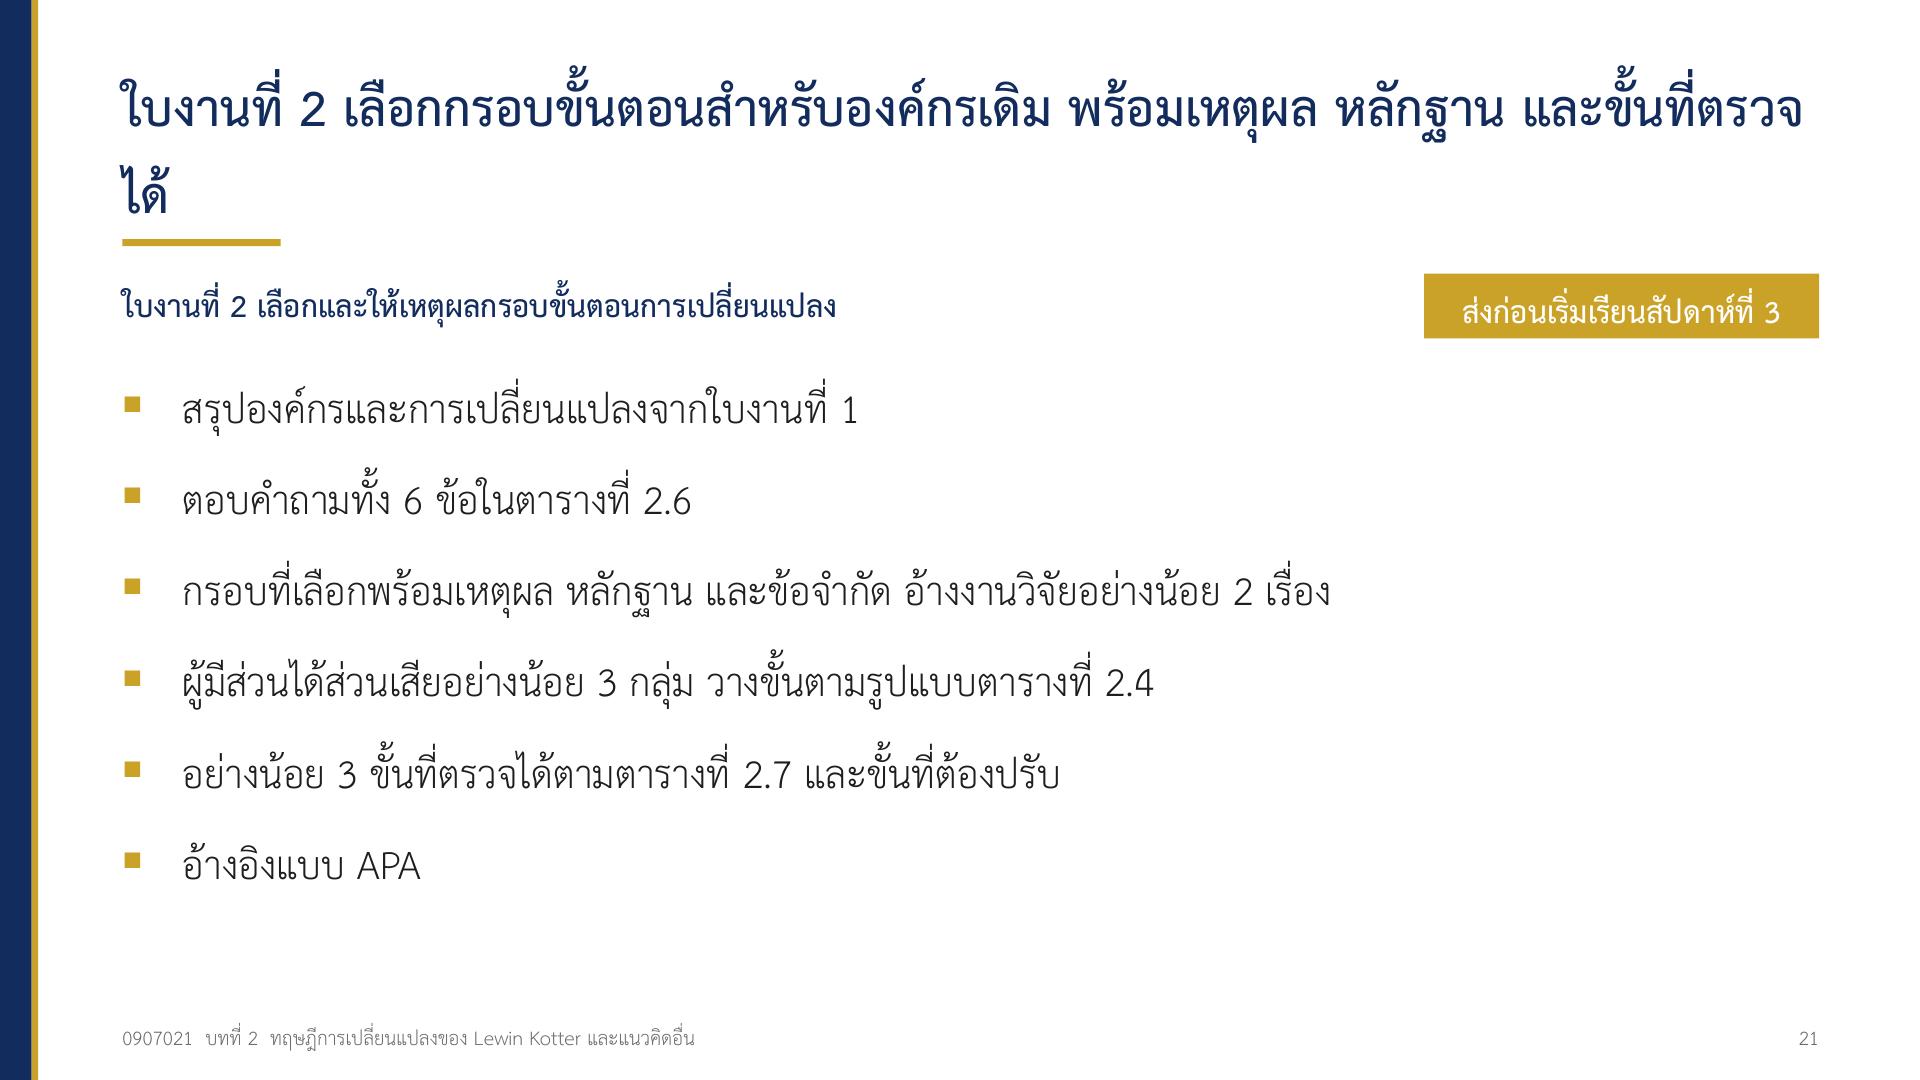 ใบงานที่ 2 เลือกกรอบขั้นตอนสำหรับองค์กรเดิม พร้อมเหตุผล หลักฐาน และขั้นที่ตรวจ
ได้
ใบงานที่ 2 เลือกและให้เหตุผลกรอบขั้นตอนการเปลี่ยนแปลง
ส่งก่อนเริ่มเรียนสัปดาห์ที่ 3
สรุปองค์กรและการเปลี่ยนแปลงจากใบงานที่ 1
ตอบคำถามทั้ง 6 ข้อในตารางที่ 2.6
กรอบที่เลือกพร้อมเหตุผล หลักฐาน และข้อจำกัด อ้างงานวิจัยอย่างน้อย 2 เรื่อง
ผู้มีส่วนได้ส่วนเสียอย่างน้อย 3 กลุ่ม วางขั้นตามรูปแบบตารางที่ 2.4
อย่างน้อย 3 ขั้นที่ตรวจได้ตามตารางที่ 2.7 และขั้นที่ต้องปรับ
อ้างอิงแบบ APA
0907021 บทที่ 2 ทฤษฎีการเปลี่ยนแปลงของ Lewin Kotter และแนวคิดอื่น
21